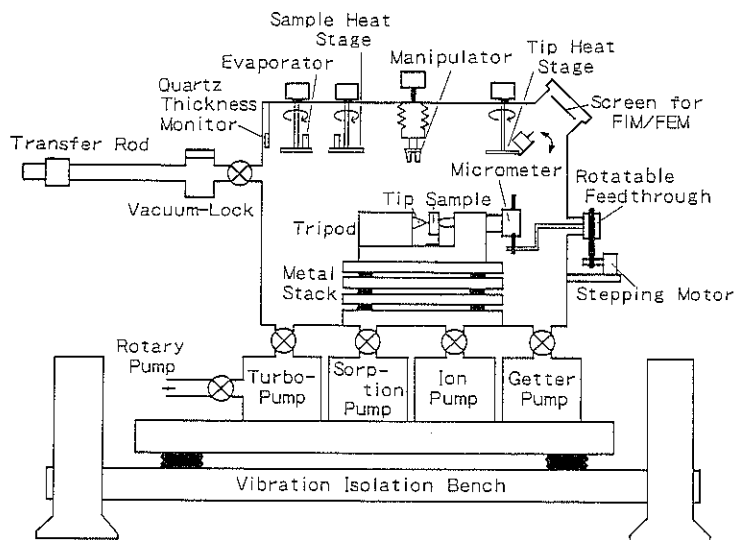 Sample Heat
Stage
Evaporator
Manipulator
Tip Heat
Stage
Quartz
Thickness
Monitor
Screen for
FIM/FEM
Transfer Rod
Vacuum-Lock
Micrometer
Rotatable
Feedthrough
Tip Sample
Tripod
Metal
Stack
Stepping Motor
Rotary
Pump
Turbo-
Pump
Sorp-
tion
Pump
Ion
Pump
Getter
Pump
Vibration Isolation Bench